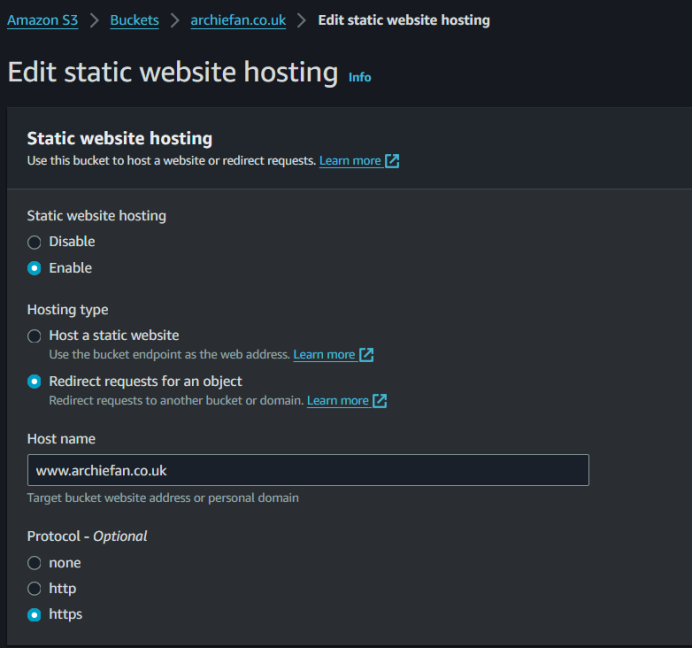 Amazon S3 > Buckets > archiefan.co.uk > Edit static website hosting
Edit static website hosting Info
Static website hosting
Use this bucket to host a website or redirect requests. Learn more
Static website hosting
Disable
Enable
Hosting type
Host a static website
Use the bucket endpoint as the web address. Learn more
Redirect requests for an object
Redirect requests to another bucket or domain. Learn more
Host name
www.archiefan.co.uk
Target bucket website address or personal domain
Protocol - Optional
none
http
https